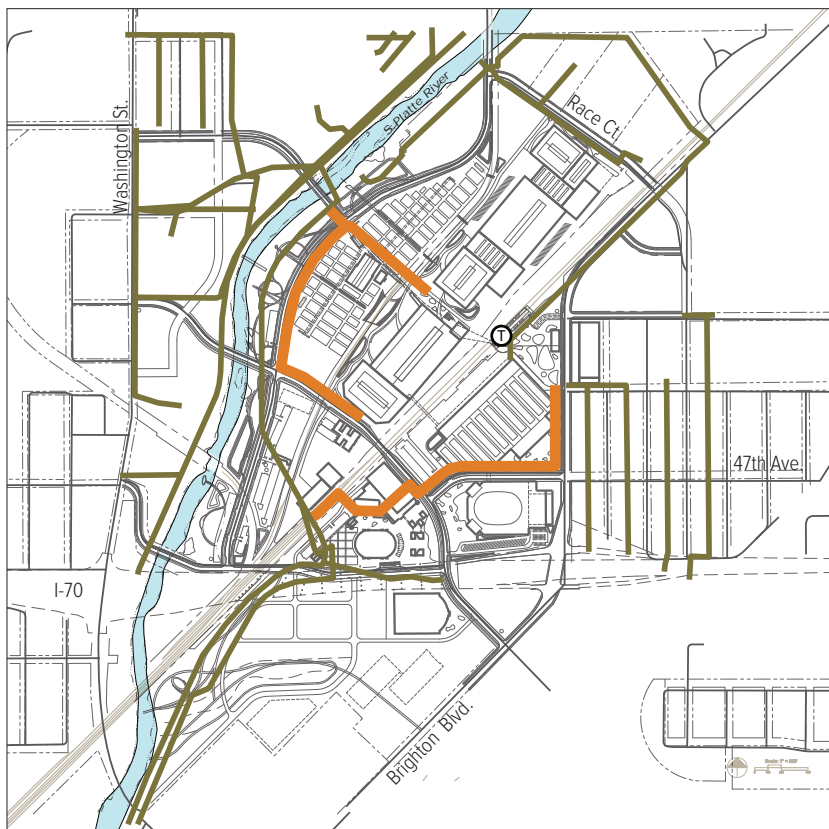 S-Platte River
Race Ct.
Washington St.
T
47th Ave.
I-70
Brighton Blvd.